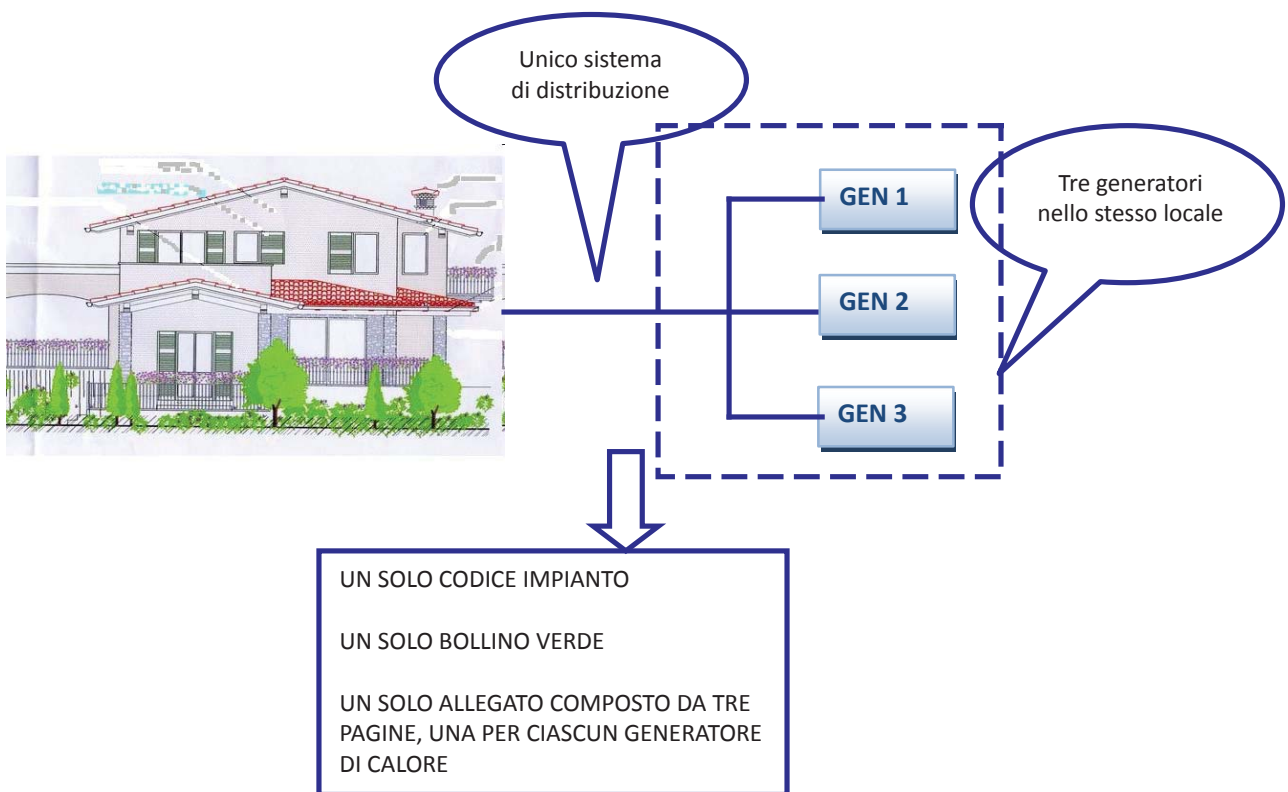 Unico sistema
di distribuzione
GEN 1
Tre generatori
nello stesso locale
GEN 2
GEN 3
UN SOLO CODICE IMPIANTO
UN SOLO BOLLINO VERDE
UN SOLO ALLEGATO COMPOSTO DA TRE
PAGINE, UNA PER CIASCUN GENERATORE
DI CALORE